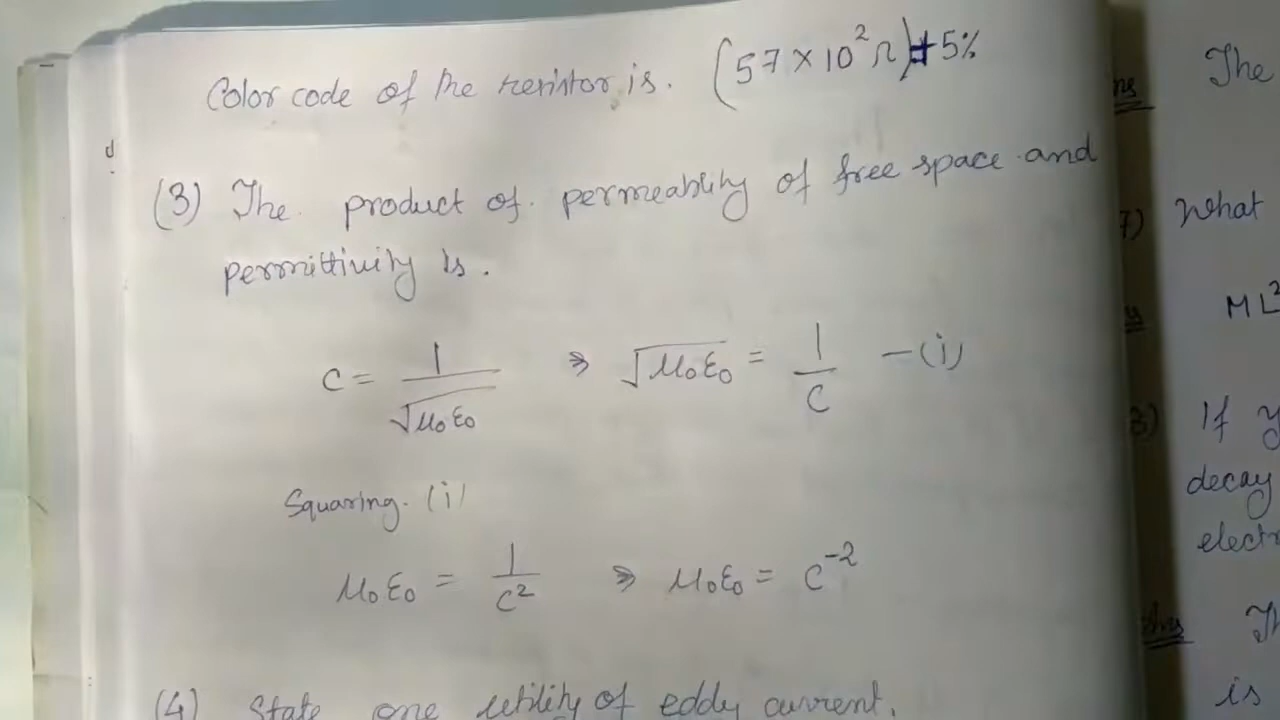 Color code of the resistor is. (57 × 10² Ω) ± 5%
(3) The product of permeability of free space and
permittivity is.
C = 1/√μ₀ε₀ ⇒ √μ₀ε₀ = 1/C — (i)
Squaring. (i)
μ₀ε₀ = 1/C² ⇒ μ₀ε₀ = C⁻²
(4) State one utility of eddy current.
The
7) What
ML²
If
decay
is